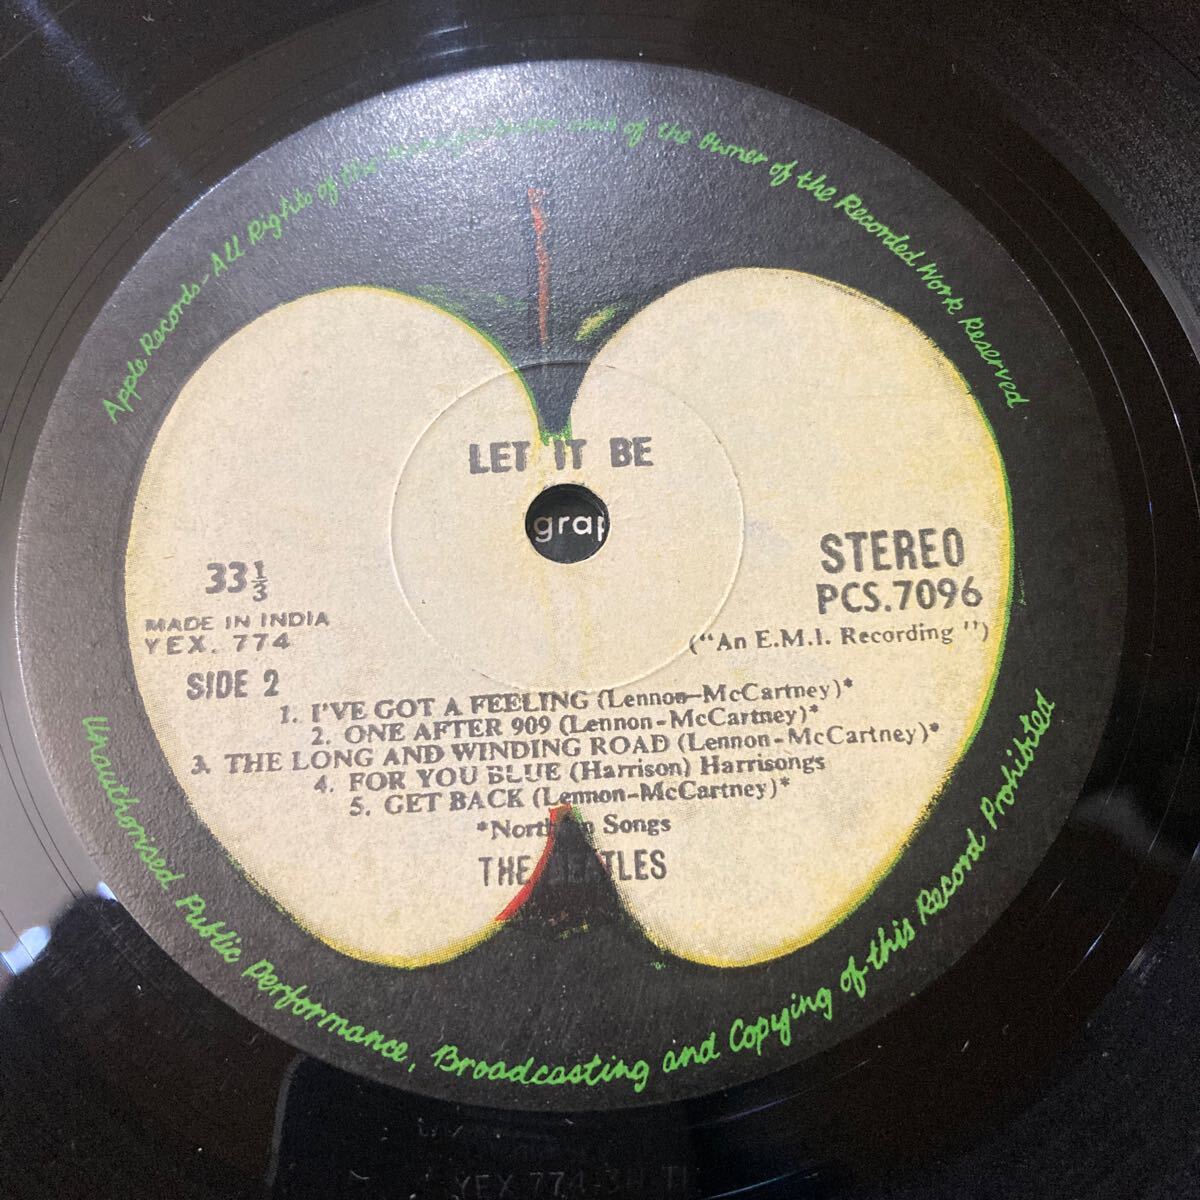 Apple Records - All Rights of the and of the Owner of the Recorded Work Reserved
LET IT BE
grap
33⅓
STEREO
PCS.7096
MADE IN INDIA
YEX. 774
("An E.M.I. Recording")
SIDE 2
1. I'VE GOT A FEELING (Lennon-McCartney)*
2. ONE AFTER 909 (Lennon-McCartney)*
3. THE LONG AND WINDING ROAD (Lennon-McCartney)*
4. FOR YOU BLUE (Harrison) Harrisongs
5. GET BACK (Lennon-McCartney)*
*Northern Songs
THE BEATLES
Unauthorised Public Performance, Broadcasting and Copying of this Record Prohibited
YEX 774